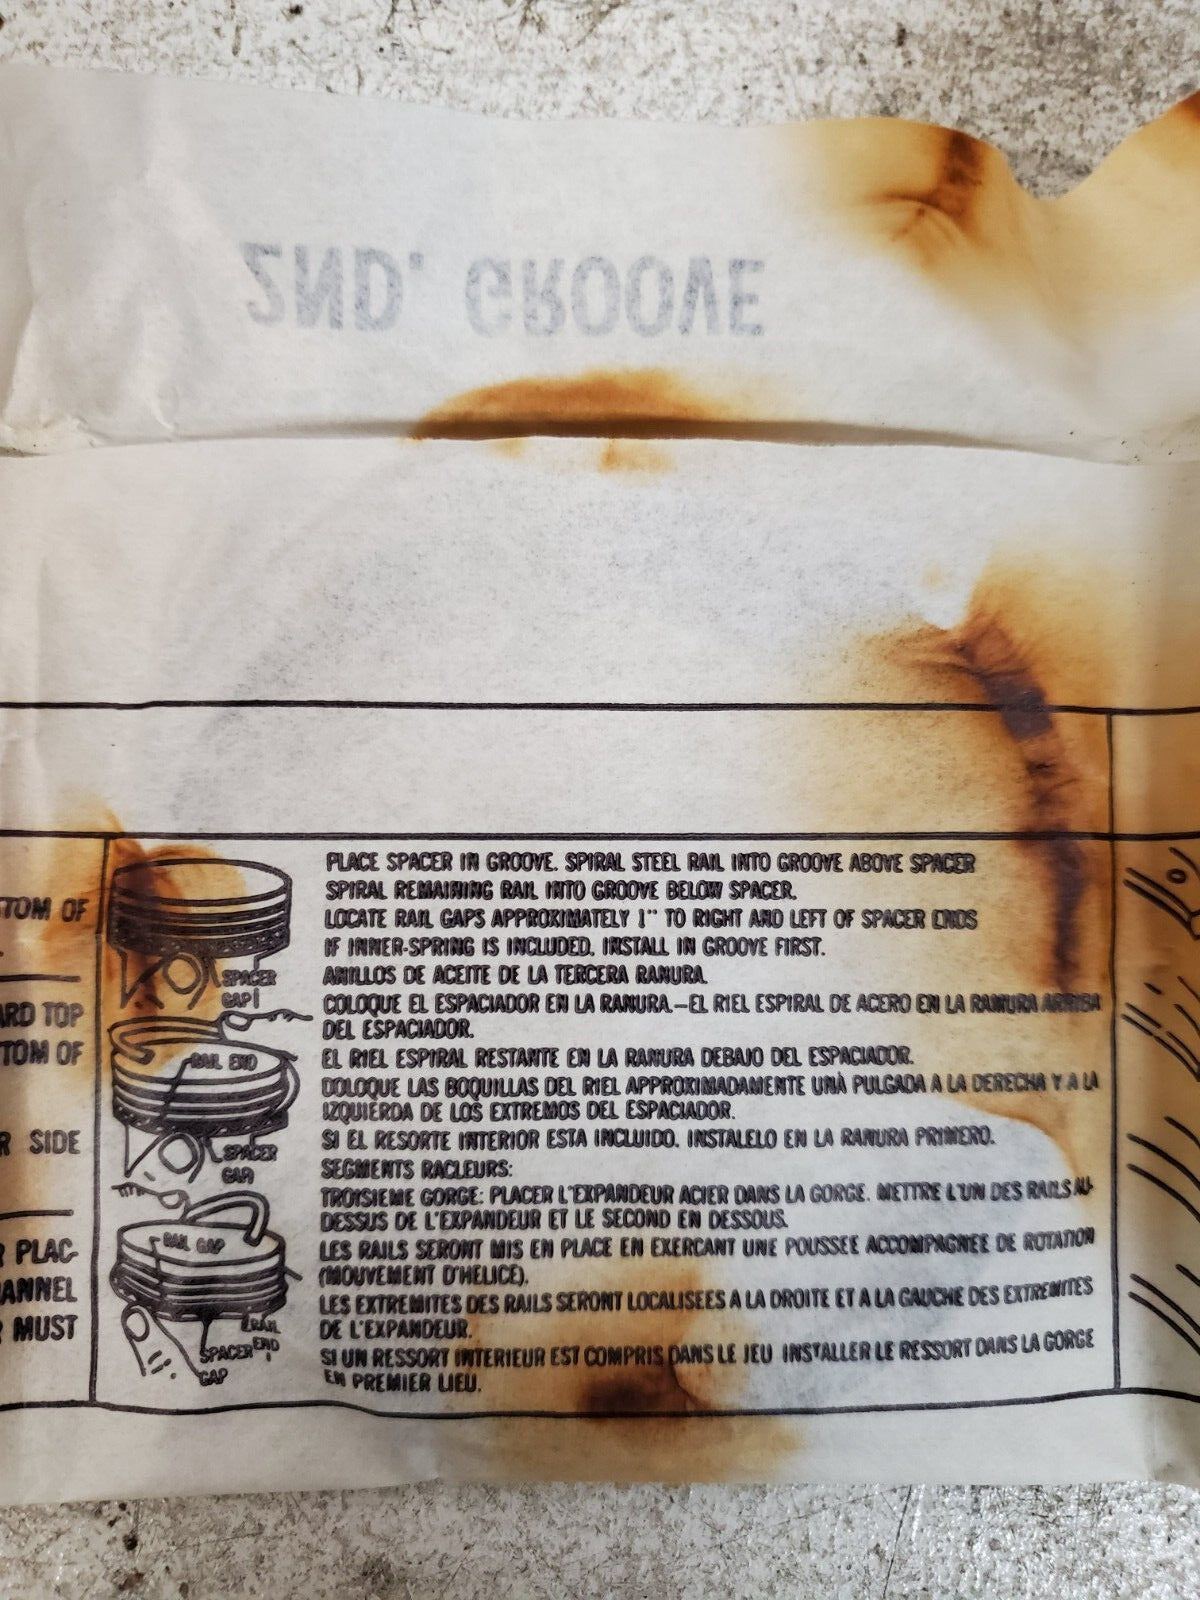 2ND. GROOVE
TOM OF
ARD TOP
TOM OF
R SIDE
R PLAC-
ANNEL
R MUST
SPACER
GAP
RAIL END
SPACER
GAP
RAIL GAP
RAIL
END
SPACER
GAP
PLACE SPACER IN GROOVE. SPIRAL STEEL RAIL INTO GROOVE ABOVE SPACER
SPIRAL REMAINING RAIL INTO GROOVE BELOW SPACER.
LOCATE RAIL GAPS APPROXIMATELY 1" TO RIGHT AND LEFT OF SPACER ENDS
IF INNER-SPRING IS INCLUDED. INSTALL IN GROOVE FIRST.
ANILLOS DE ACEITE DE LA TERCERA RANURA.
COLOQUE EL ESPACIADOR EN LA RANURA.—EL RIEL ESPIRAL DE ACERO EN LA RANURA ARRIBA
DEL ESPACIADOR.
EL RIEL ESPIRAL RESTANTE EN LA RANURA DEBAJO DEL ESPACIADOR.
DOLOQUE LAS BOQUILLAS DEL RIEL APPROXIMADAMENTE UNA PULGADA A LA DERECHA Y A LA
IZQUIERDA DE LOS EXTREMOS DEL ESPACIADOR.
SI EL RESORTE INTERIOR ESTA INCLUIDO. INSTALELO EN LA RANURA PRIMERO.
SEGMENTS RACLEURS:
TROISIEME GORGE: PLACER L'EXPANDEUR ACIER DANS LA GORGE. METTRE L'UN DES RAILS AU-
DESSUS DE L'EXPANDEUR ET LE SECOND EN DESSOUS.
LES RAILS SERONT MIS EN PLACE EN EXERCANT UNE POUSSEE ACCOMPAGNEE DE ROTATION
(MOUVEMENT D'HELICE).
LES EXTREMITES DES RAILS SERONT LOCALISEES A LA DROITE ET A LA GAUCHE DES EXTREMITES
DE L'EXPANDEUR.
SI UN RESSORT INTERIEUR EST COMPRIS DANS LE JEU INSTALLER LE RESSORT DANS LA GORGE
EN PREMIER LIEU.